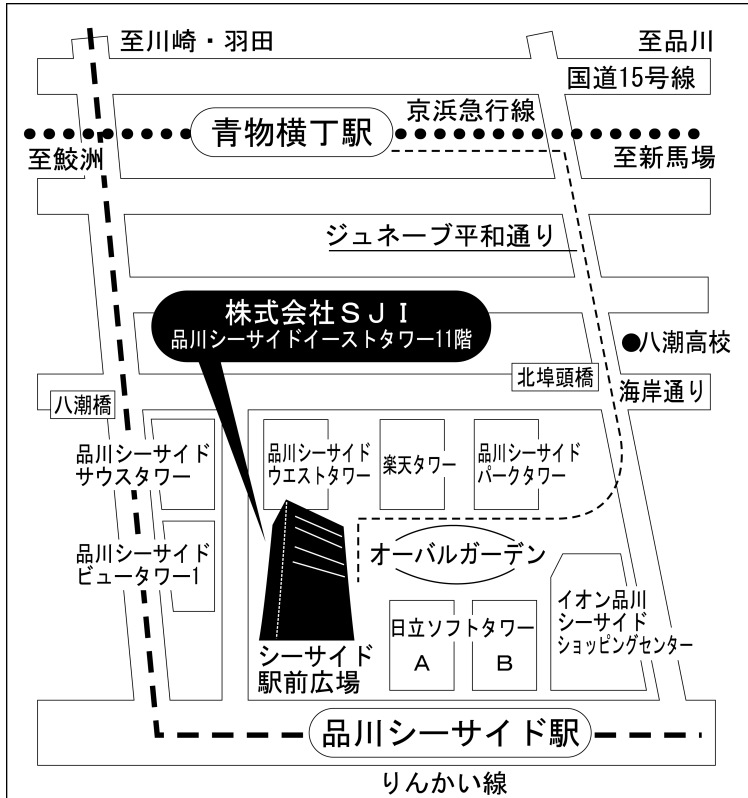 至川崎・羽田
至品川
国道15号線
京浜急行線
青物横丁駅
至鮫洲
至新馬場
ジュネーブ平和通り
株式会社ＳＪＩ
品川シーサイドイーストタワー11階
八潮高校
北埠頭橋
海岸通り
八潮橋
品川シーサイド
サウスタワー
品川シーサイド
ウエストタワー
楽天タワー
品川シーサイド
パークタワー
品川シーサイド
ビュータワー1
オーバルガーデン
イオン品川
シーサイド
ショッピングセンター
日立ソフトタワー
A
B
シーサイド
駅前広場
品川シーサイド駅
りんかい線